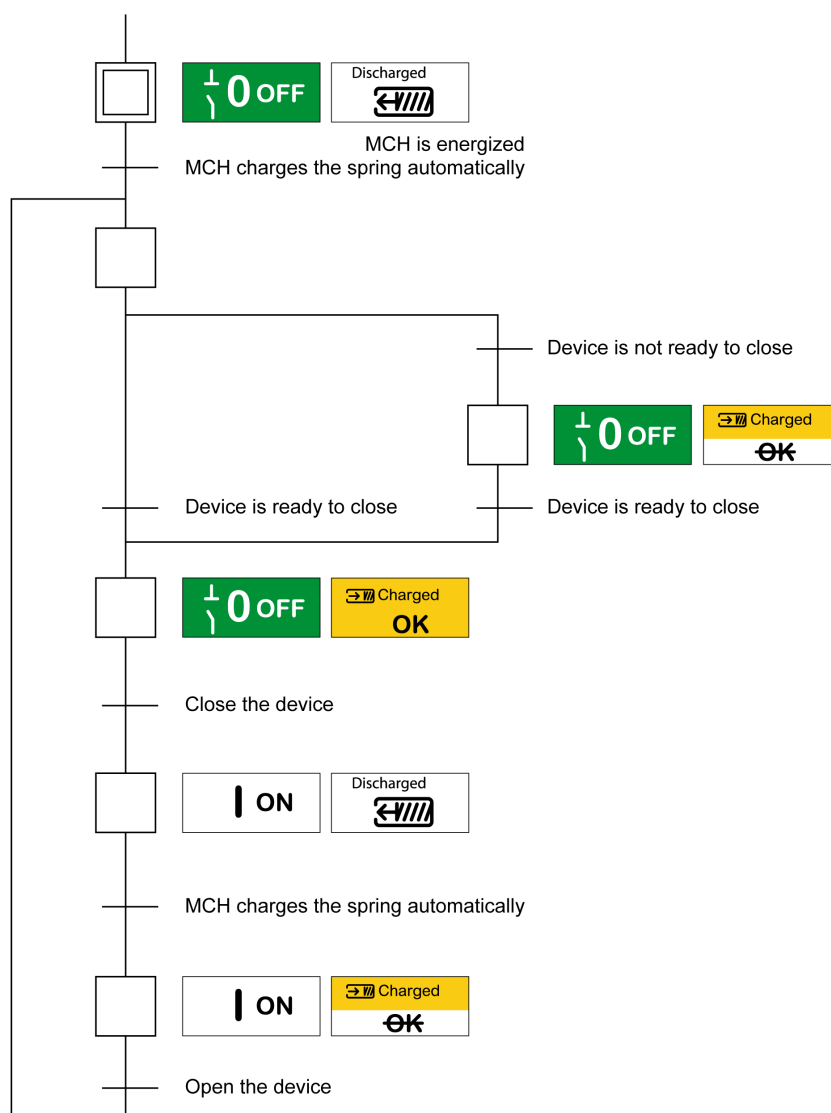 0 OFF
Discharged
MCH is energized
MCH charges the spring automatically
Device is not ready to close
0 OFF
Charged
OK
Device is ready to close
Device is ready to close
0 OFF
Charged
OK
Close the device
I ON
Discharged
MCH charges the spring automatically
I ON
Charged
OK
Open the device